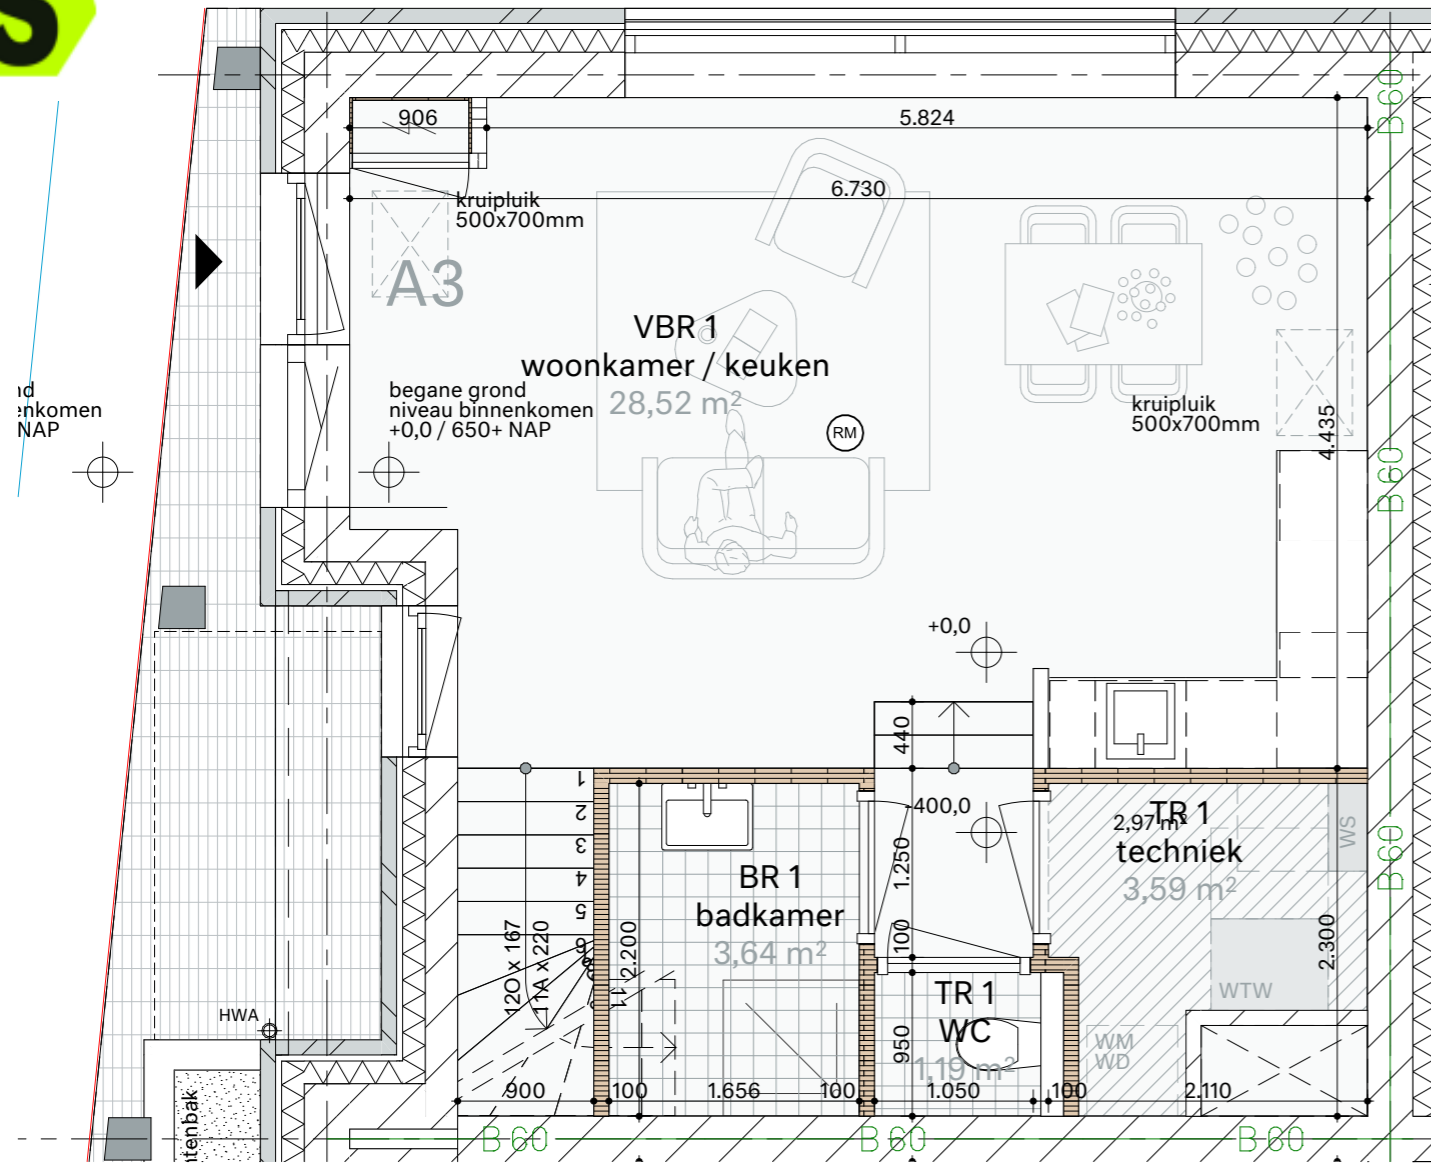 S
906
5.824
B 60
6.730
kruipluik
500x700mm
A3
VBR 1
woonkamer / keuken
28,52 m²
begane grond
niveau binnenkomen
+0,0 / 650+ NAP
nd
enkomen
NAP
RM
kruipluik
500x700mm
4.435
B 60
+0,0
440
1
2
3
4
5
6
-400,0
1.250
100
BR 1
badkamer
3,64 m²
TR 1
2,97 m²
techniek
3,59 m²
WS
B 60
12O x 167
11A x 220
2.200
11
2.300
WTW
TR 1
WC
1,19 m²
950
WM
WD
HWA
ntenbak
900
100
1.656
100
1.050
100
2.110
B 60
B 60
B 60